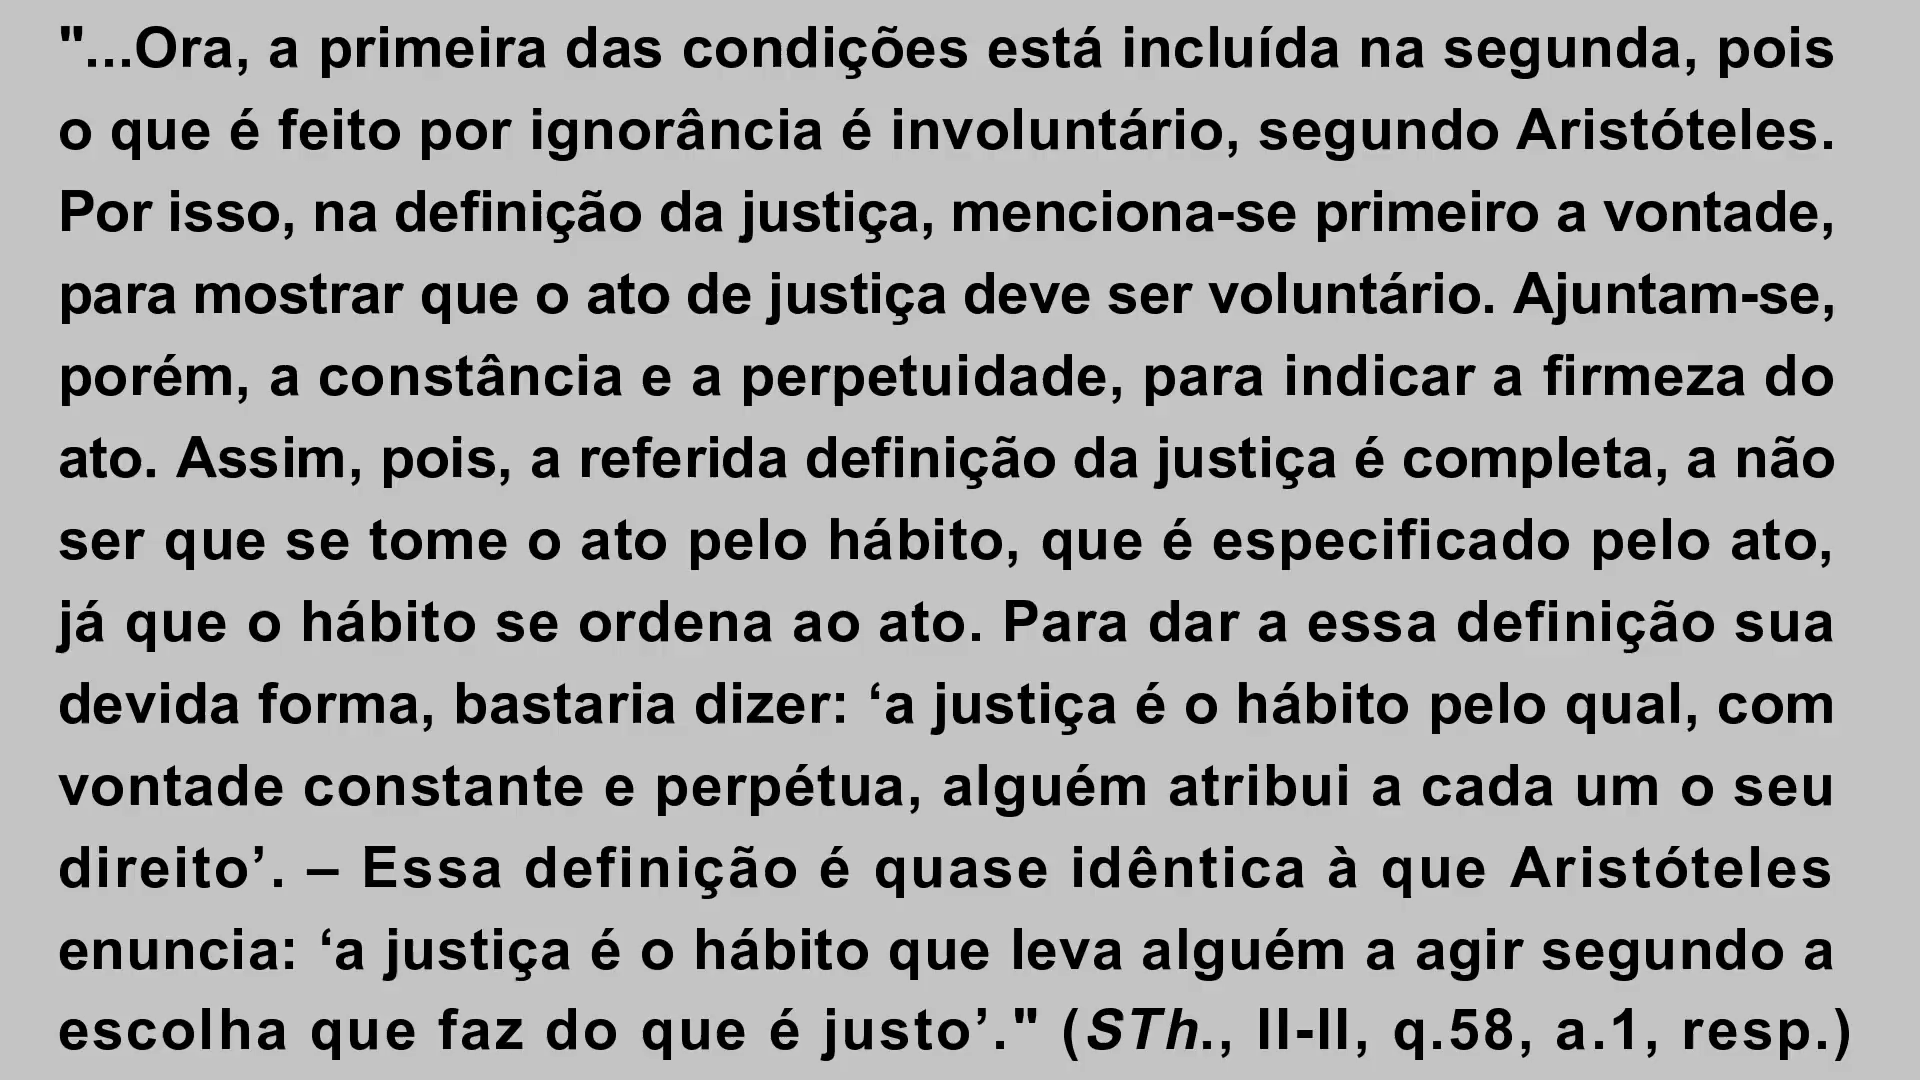 "...Ora, a primeira das condições está incluída na segunda, pois
o que é feito por ignorância é involuntário, segundo Aristóteles.
Por isso, na definição da justiça, menciona-se primeiro a vontade,
para mostrar que o ato de justiça deve ser voluntário. Ajuntam-se,
porém, a constância e a perpetuidade, para indicar a firmeza do
ato. Assim, pois, a referida definição da justiça é completa, a não
ser que se tome o ato pelo hábito, que é especificado pelo ato,
já que o hábito se ordena ao ato. Para dar a essa definição sua
devida forma, bastaria dizer: ‘a justiça é o hábito pelo qual, com
vontade constante e perpétua, alguém atribui a cada um o seu
direito’. – Essa definição é quase idêntica à que Aristóteles
enuncia: ‘a justiça é o hábito que leva alguém a agir segundo a
escolha que faz do que é justo’." (STh., II-II, q.58, a.1, resp.)